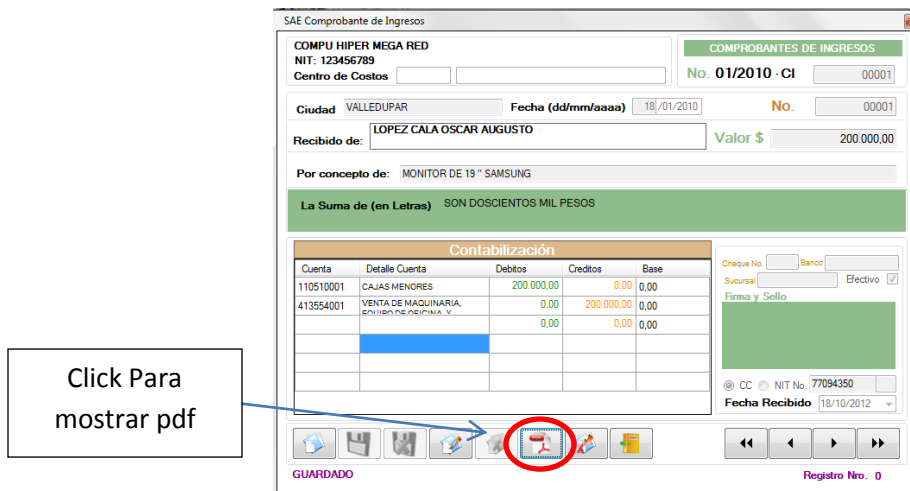 SAE Comprobante de Ingresos
COMPU HIPER MEGA RED
NIT: 123456789
Centro de Costos
COMPROBANTES DE INGRESOS
No. 01/2010 - CI 00001
Ciudad VALLEDUPAR Fecha (dd/mm/aaaa) 18/01/2010 No. 00001
Recibido de: LOPEZ CALA OSCAR AUGUSTO Valor $ 200.000,00
Por concepto de: MONITOR DE 19 " SAMSUNG
La Suma de (en Letras) SON DOSCIENTOS MIL PESOS
Contabilización
Cuenta Detalle Cuenta Debitos Creditos Base
110510001 CAJAS MENORES 200.000,00 0,00 0,00
413554001 VENTA DE MAQUINARIA, 0,00 200.000,00 0,00
EQUIPO DE OFICINA Y
0,00 0,00 0,00
Cheque No. Banco
Sucursal Efectivo
Firma y Sello
CC NIT No. 77094350
Fecha Recibido 18/10/2012
Click Para
mostrar pdf
GUARDADO Registro Nro. 0